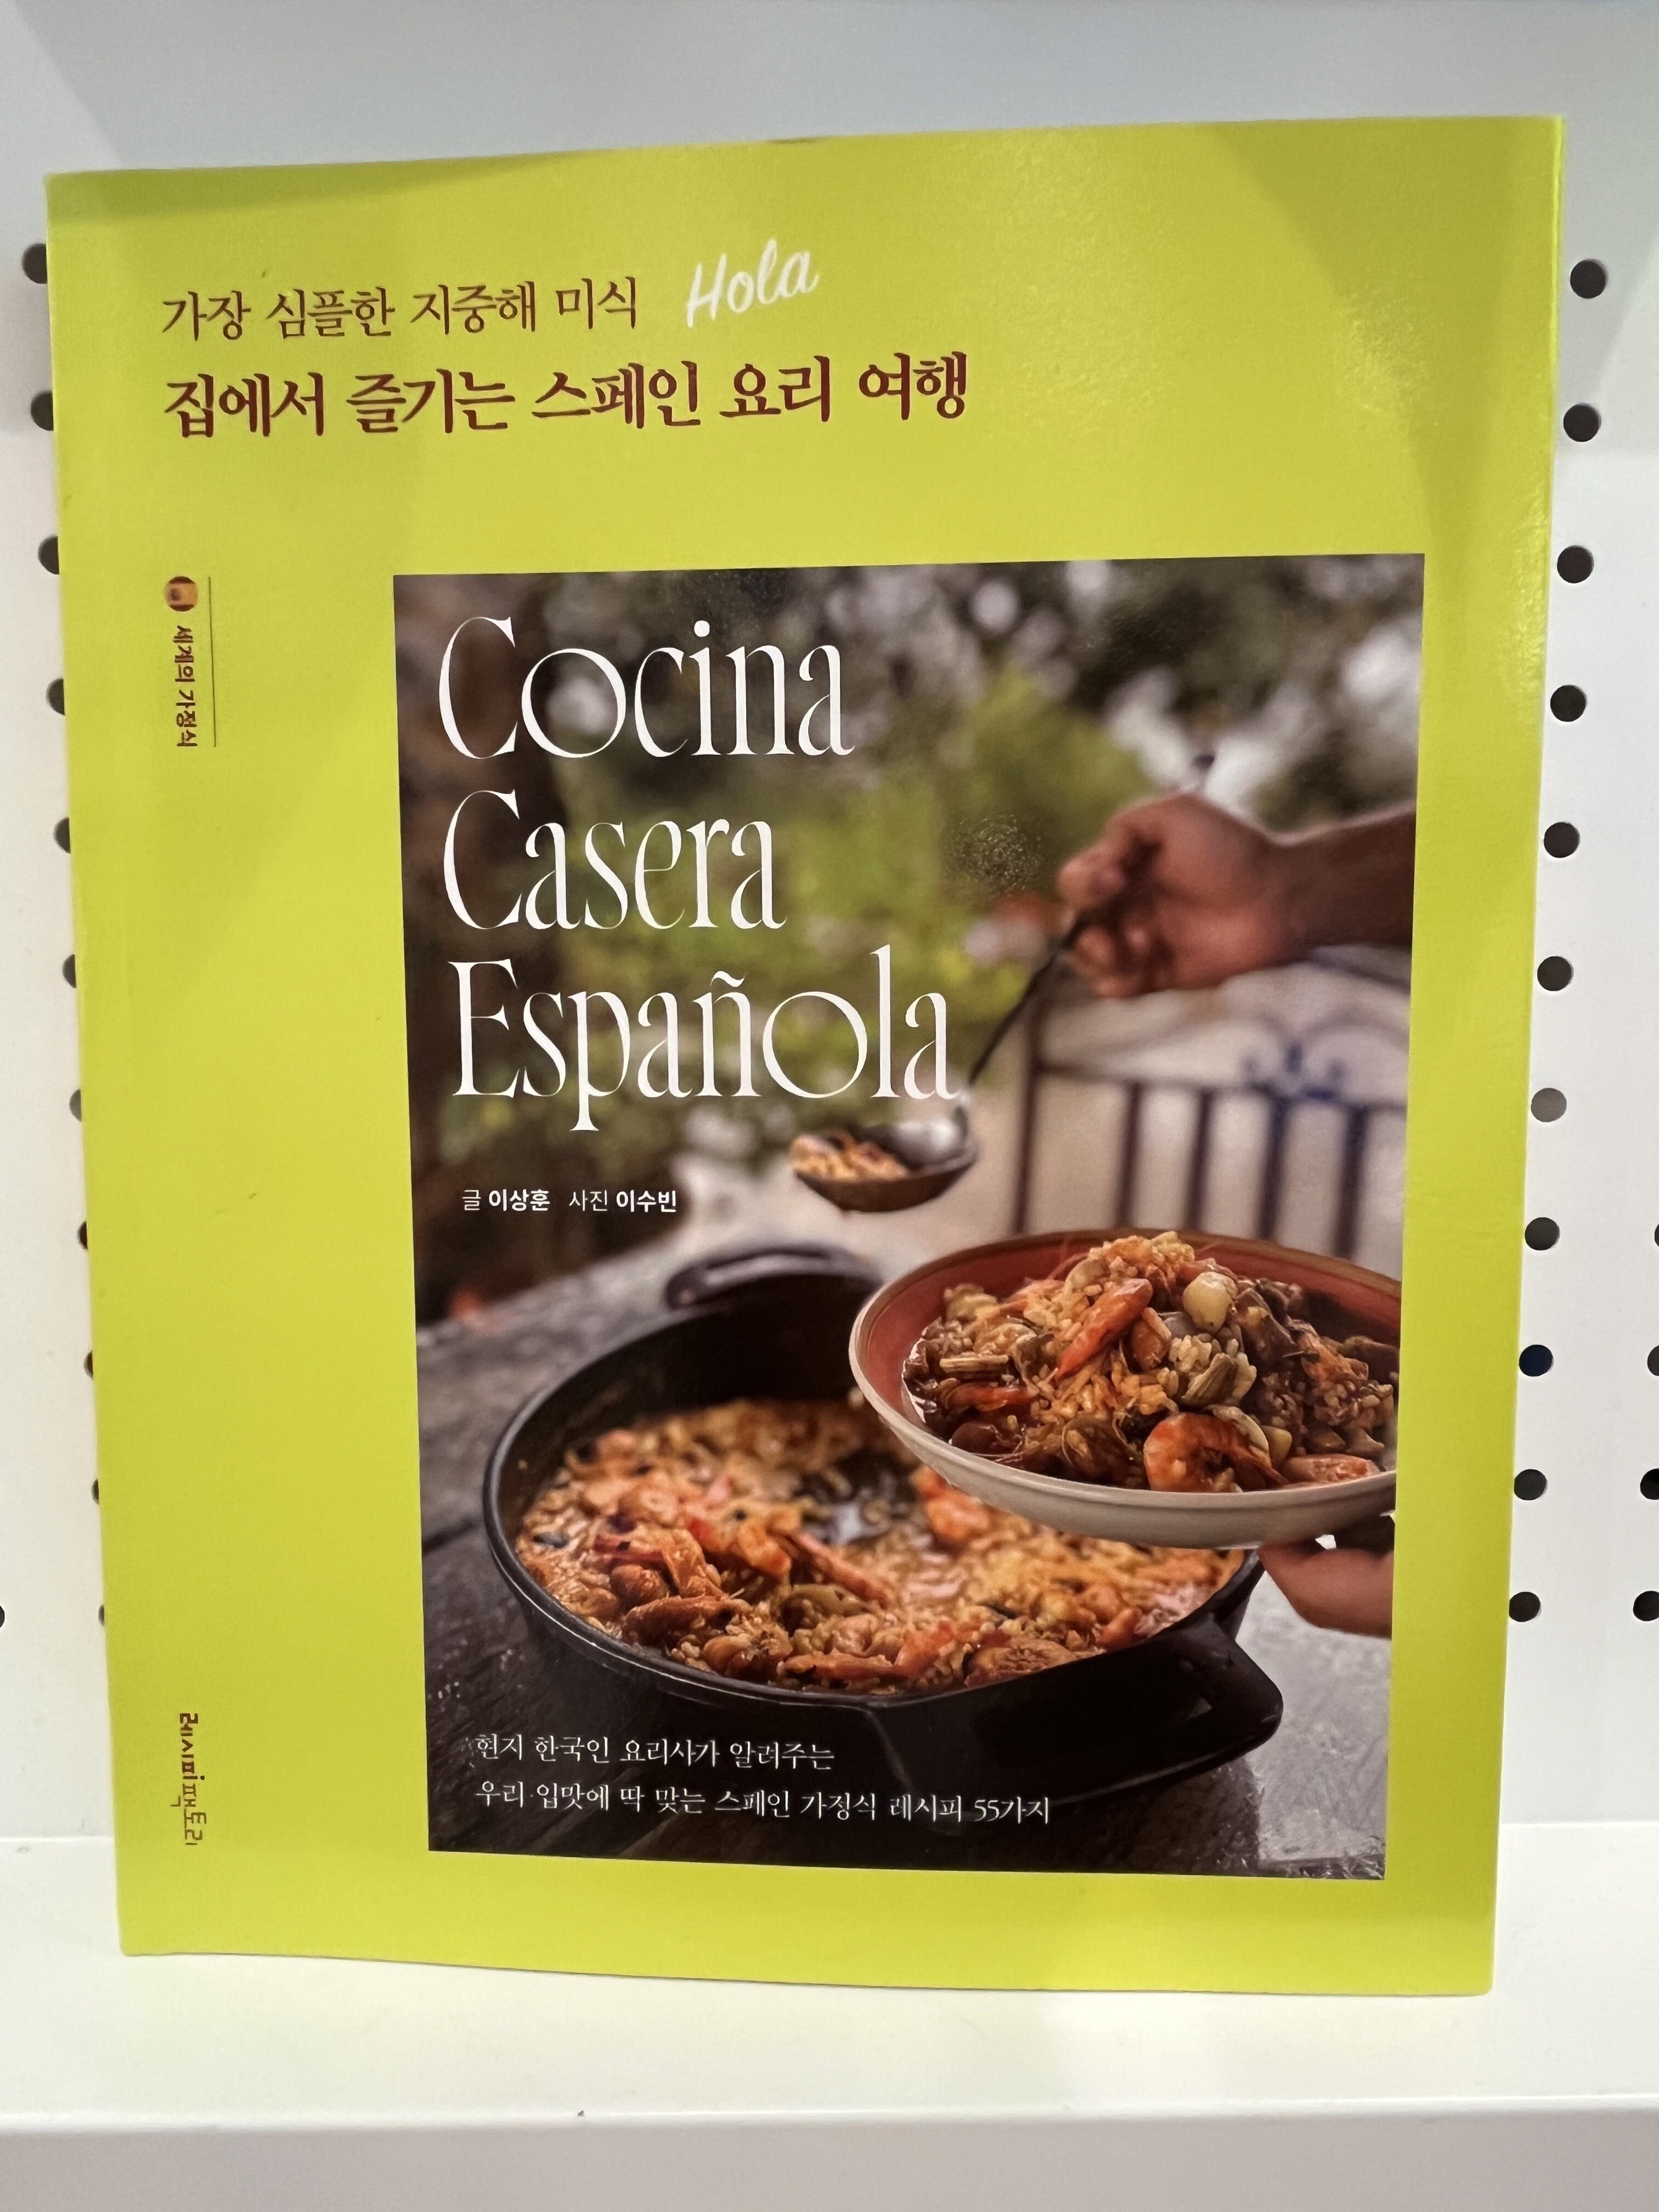 가장 심플한 지중해 미식 Hola
집에서 즐기는 스페인 요리 여행
세계의 가정식
Cocina
Casera
Española
글 이상훈 사진 이수빈
현지 한국인 요리사가 알려주는
우리 입맛에 딱 맞는 스페인 가정식 레시피 55가지
레시피팩토리